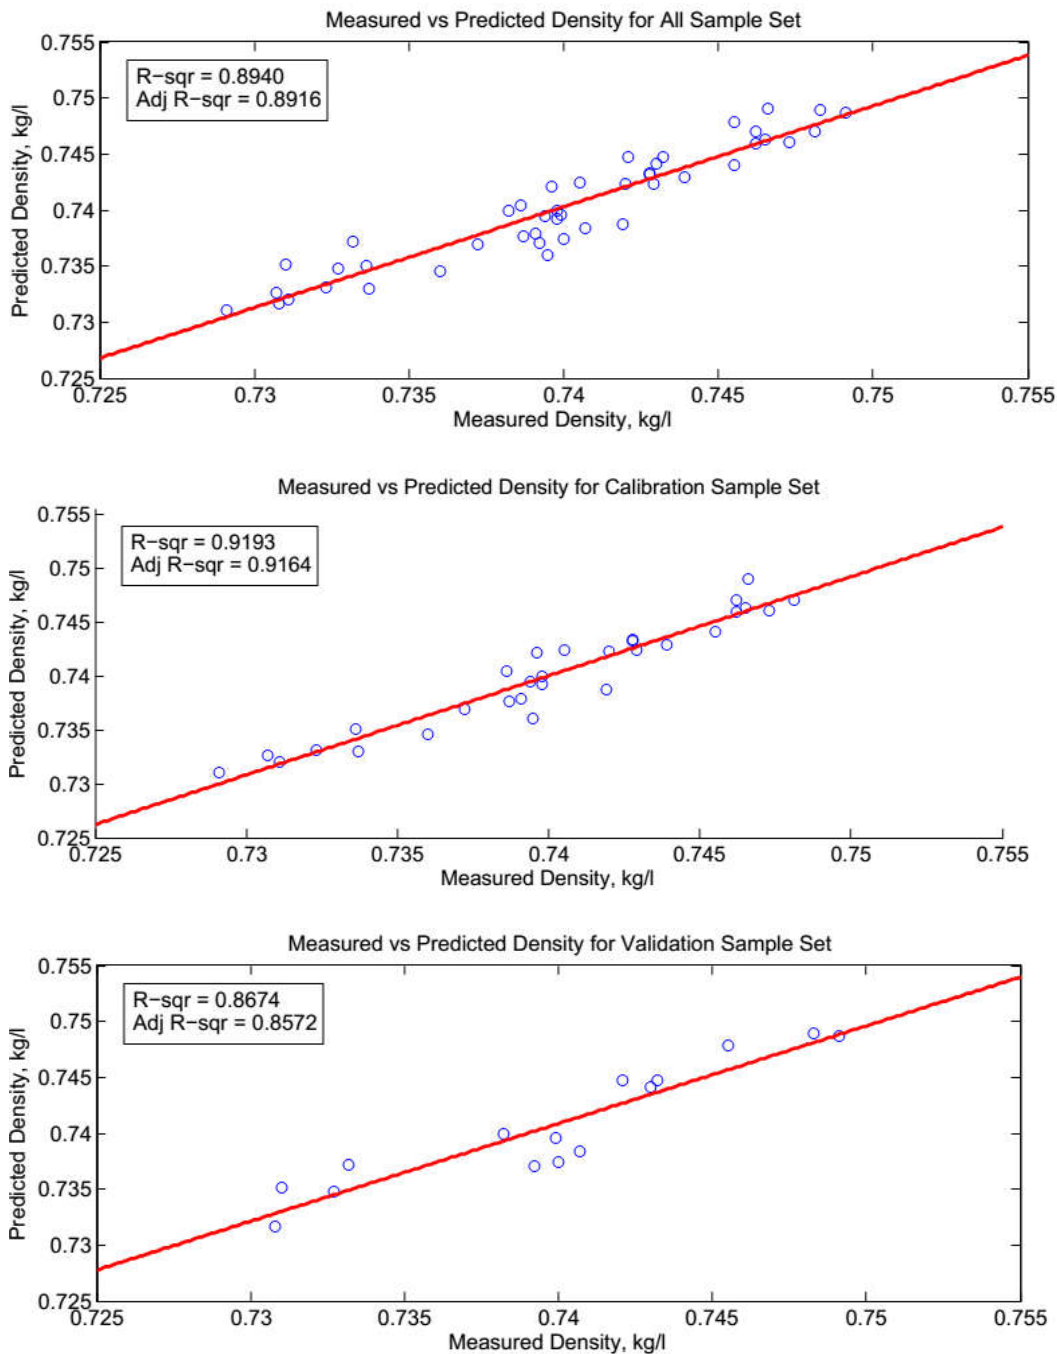 Measured vs Predicted Density for All Sample Set
0.755
0.75
0.745
0.74
0.735
0.73
0.725
Predicted Density, kg/l
R−sqr = 0.8940
Adj R−sqr = 0.8916
0.725 0.73 0.735 0.74 0.745 0.75 0.755
Measured Density, kg/l
Measured vs Predicted Density for Calibration Sample Set
0.755
0.75
0.745
0.74
0.735
0.73
0.725
Predicted Density, kg/l
R−sqr = 0.9193
Adj R−sqr = 0.9164
0.725 0.73 0.735 0.74 0.745 0.75 0.755
Measured Density, kg/l
Measured vs Predicted Density for Validation Sample Set
0.755
0.75
0.745
0.74
0.735
0.73
0.725
Predicted Density, kg/l
R−sqr = 0.8674
Adj R−sqr = 0.8572
0.725 0.73 0.735 0.74 0.745 0.75 0.755
Measured Density, kg/l